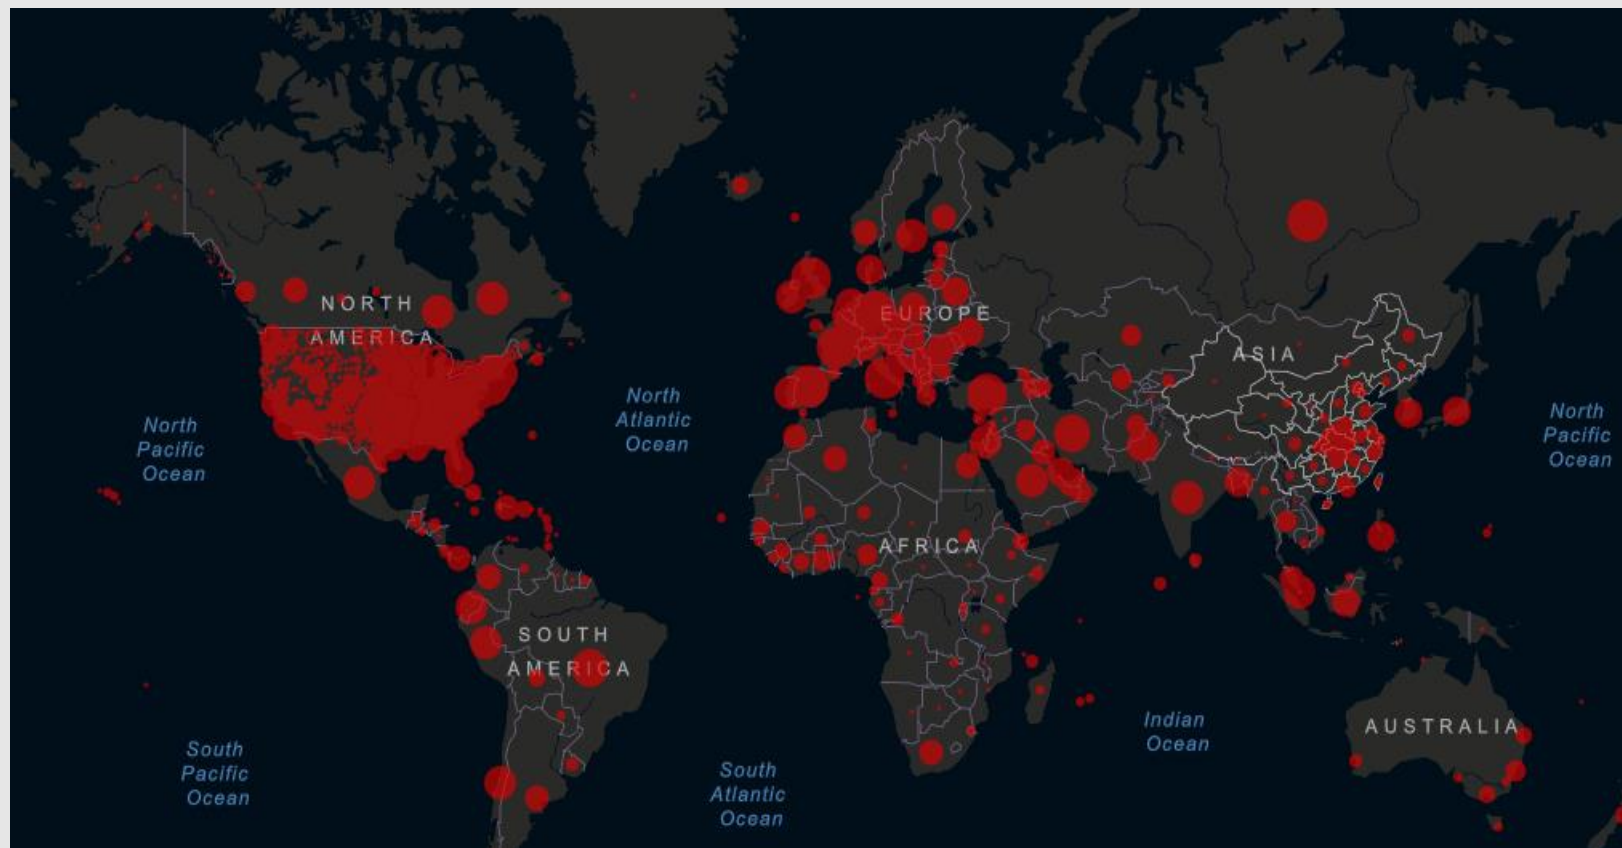 NORTH
AMERICA
EUROPE
ASIA
North
Atlantic
Ocean
North
Pacific
Ocean
North
Pacific
Ocean
AFRICA
SOUTH
AMERICA
AUSTRALIA
Indian
Ocean
South
Pacific
Ocean
South
Atlantic
Ocean